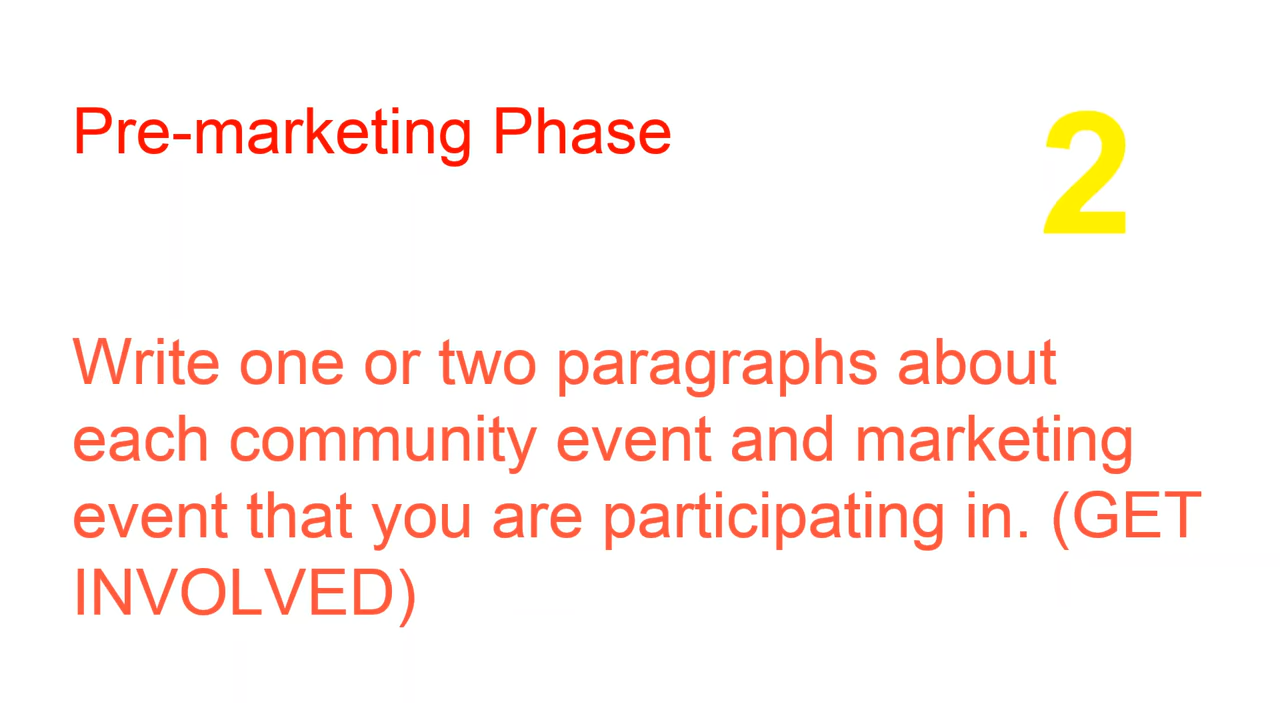 Pre-marketing Phase
2
Write one or two paragraphs about
each community event and marketing
event that you are participating in. (GET
INVOLVED)